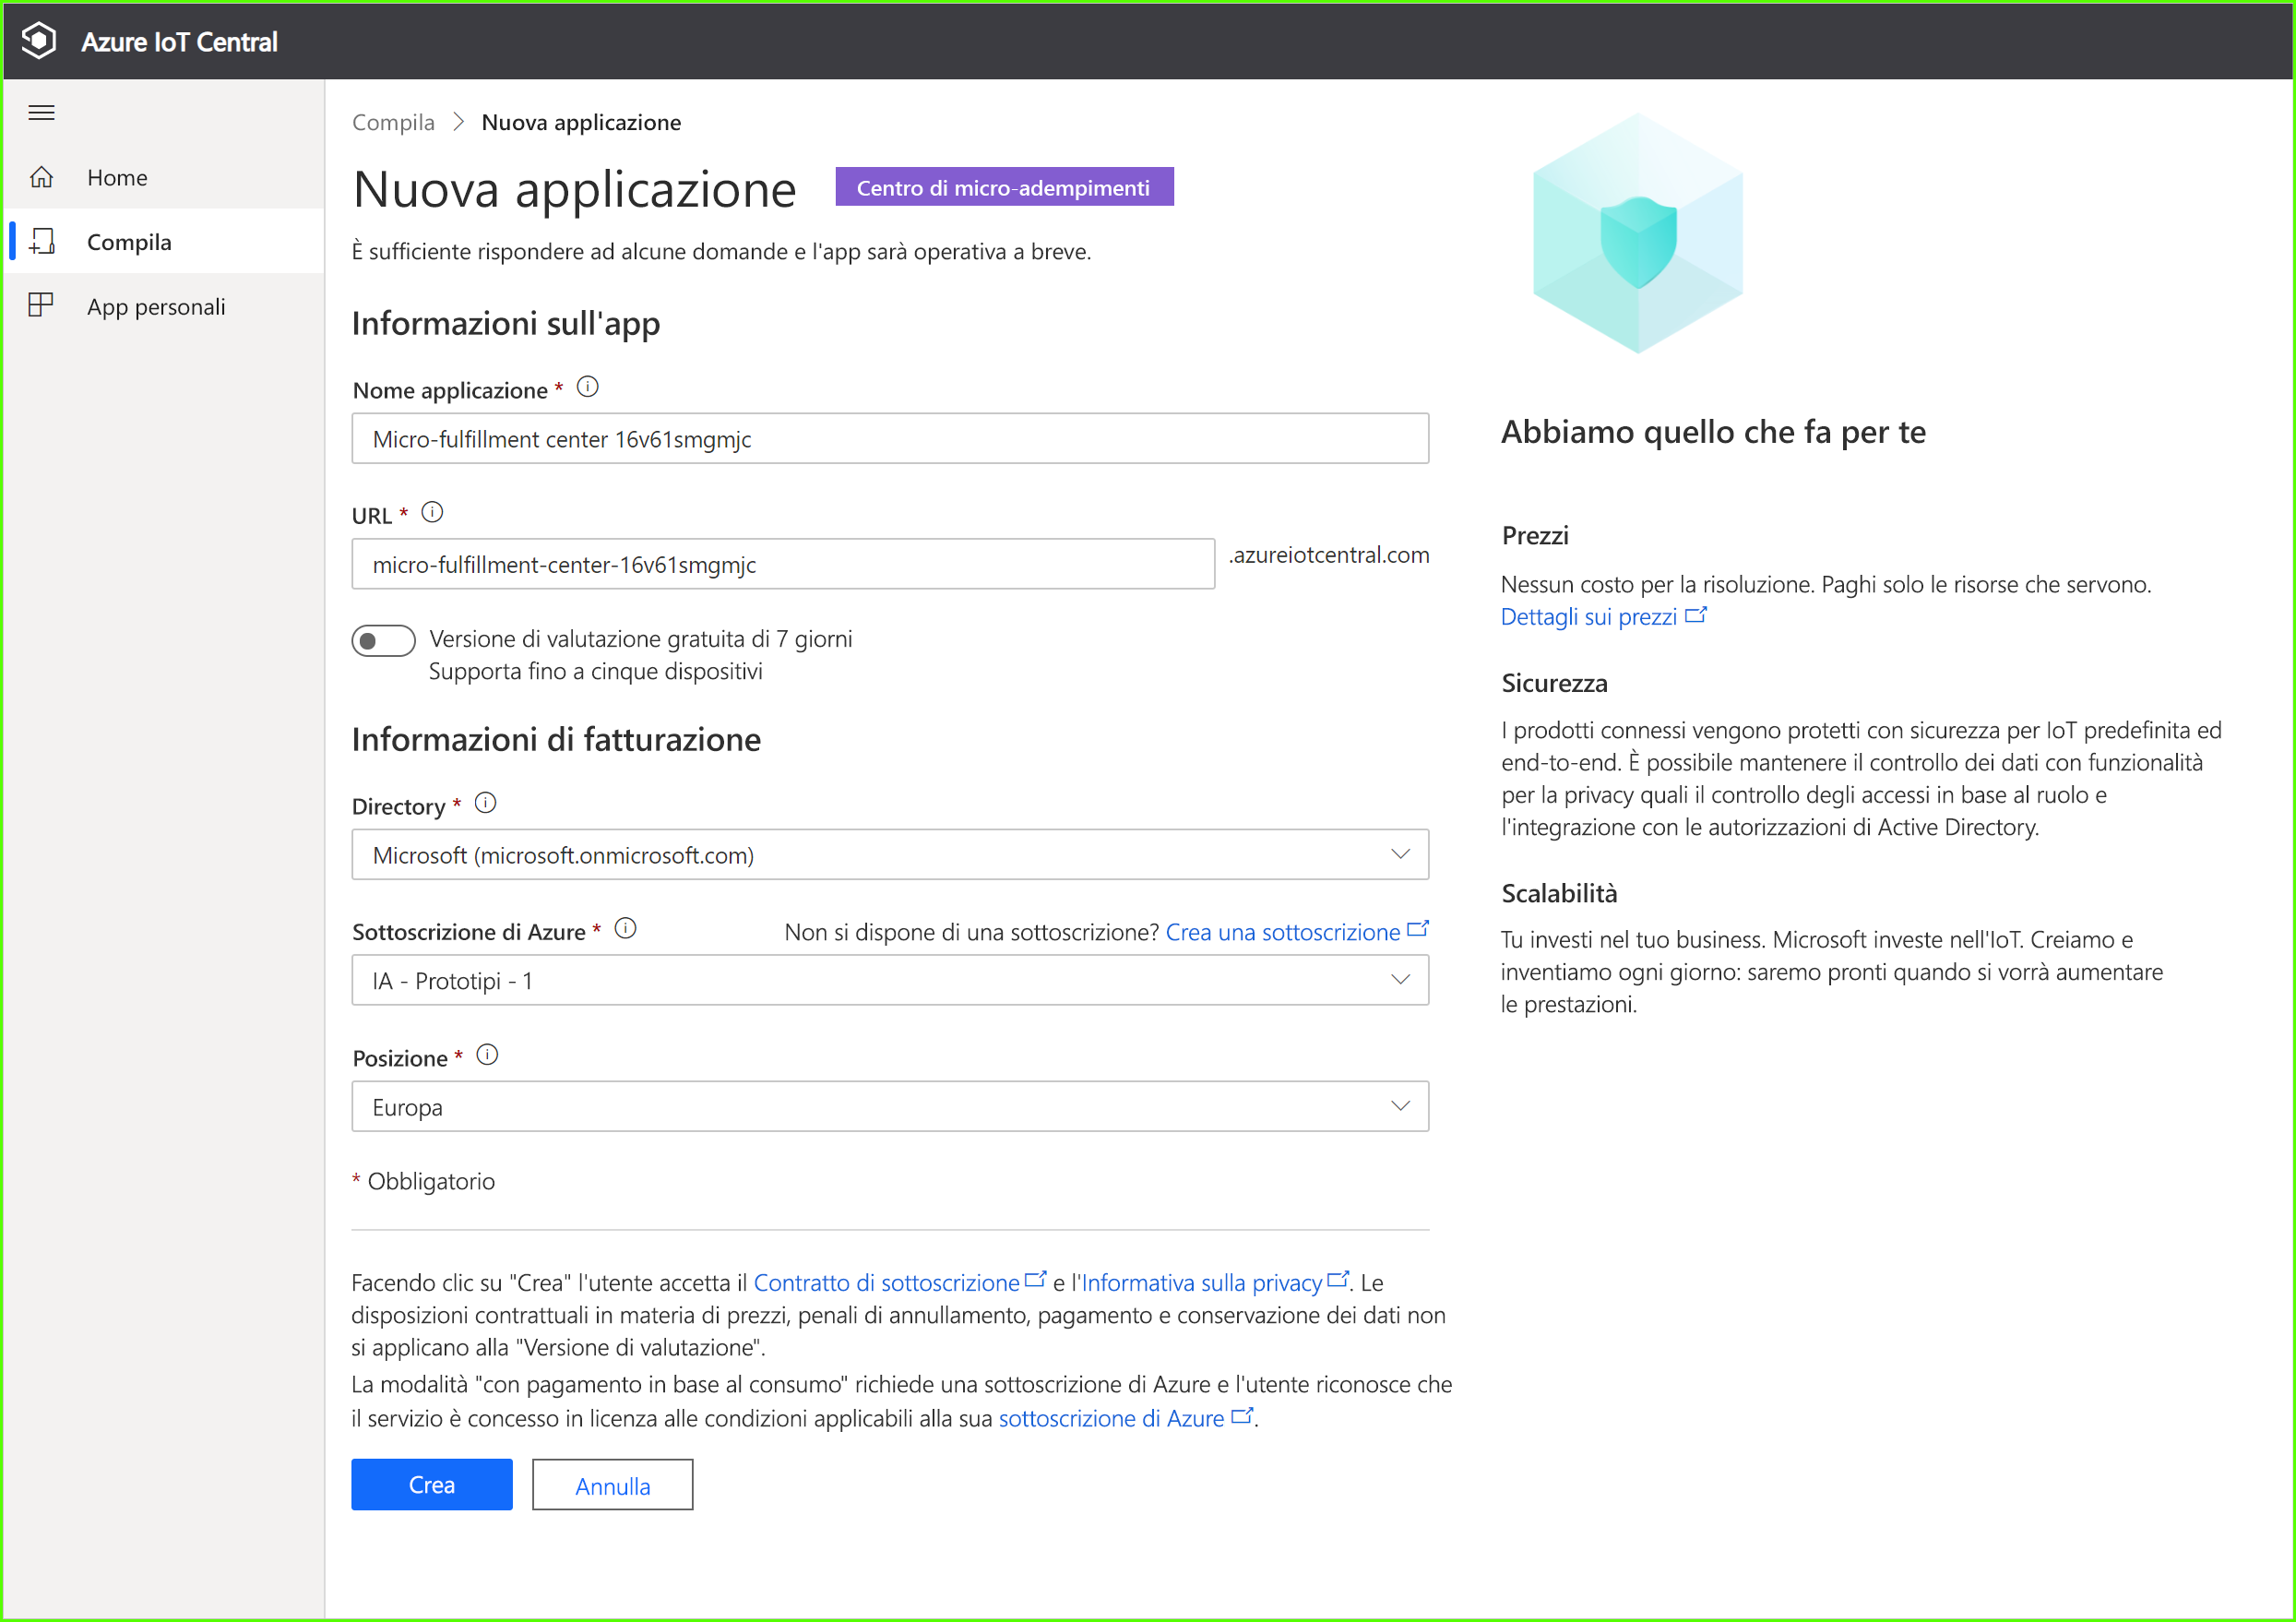 Azure IoT Central
Home
Compila
App personali
Compila > Nuova applicazione
Nuova applicazione
Centro di micro-adempimenti
È sufficiente rispondere ad alcune domande e l'app sarà operativa a breve.
Informazioni sull'app
Nome applicazione *
Micro-fulfillment center 16v61smgmjc
URL *
micro-fulfillment-center-16v61smgmjc
.azureiotcentral.com
Versione di valutazione gratuita di 7 giorni
Supporta fino a cinque dispositivi
Informazioni di fatturazione
Directory *
Microsoft (microsoft.onmicrosoft.com)
Sottoscrizione di Azure *
Non si dispone di una sottoscrizione? Crea una sottoscrizione
IA - Prototipi - 1
Posizione *
Europa
* Obbligatorio
Facendo clic su "Crea" l'utente accetta il Contratto di sottoscrizione e l'Informativa sulla privacy. Le
disposizioni contrattuali in materia di prezzi, penali di annullamento, pagamento e conservazione dei dati non
si applicano alla "Versione di valutazione".
La modalità "con pagamento in base al consumo" richiede una sottoscrizione di Azure e l'utente riconosce che
il servizio è concesso in licenza alle condizioni applicabili alla sua sottoscrizione di Azure.
Crea
Annulla
Abbiamo quello che fa per te
Prezzi
Nessun costo per la risoluzione. Paghi solo le risorse che servono.
Dettagli sui prezzi
Sicurezza
I prodotti connessi vengono protetti con sicurezza per IoT predefinita ed
end-to-end. È possibile mantenere il controllo dei dati con funzionalità
per la privacy quali il controllo degli accessi in base al ruolo e
l'integrazione con le autorizzazioni di Active Directory.
Scalabilità
Tu investi nel tuo business. Microsoft investe nell'IoT. Creiamo e
inventiamo ogni giorno: saremo pronti quando si vorrà aumentare
le prestazioni.